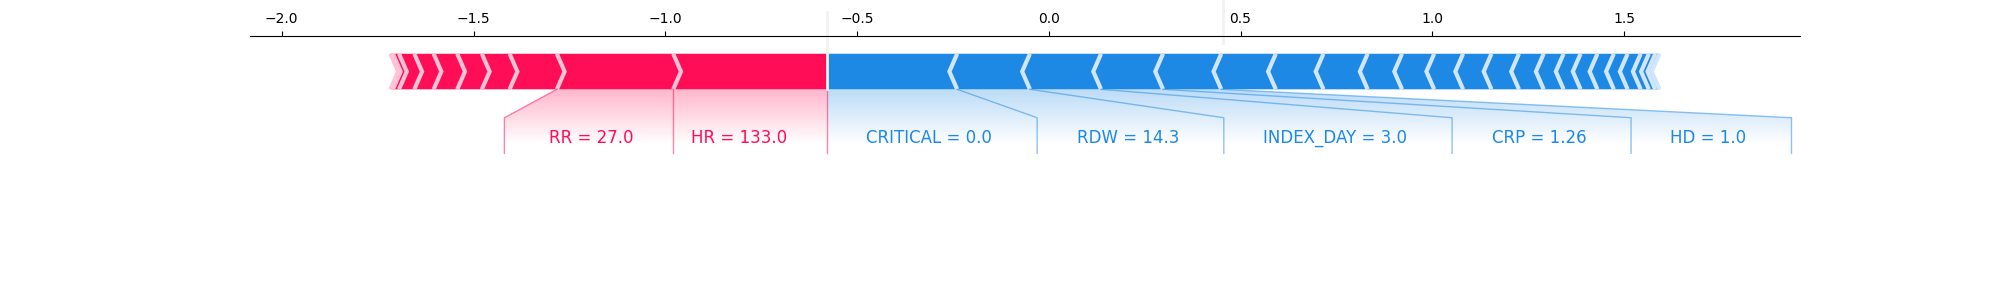 −2.0 −1.5 −1.0 −0.5 0.0 0.5 1.0 1.5
RR = 27.0 HR = 133.0 CRITICAL = 0.0 RDW = 14.3 INDEX_DAY = 3.0 CRP = 1.26 HD = 1.0